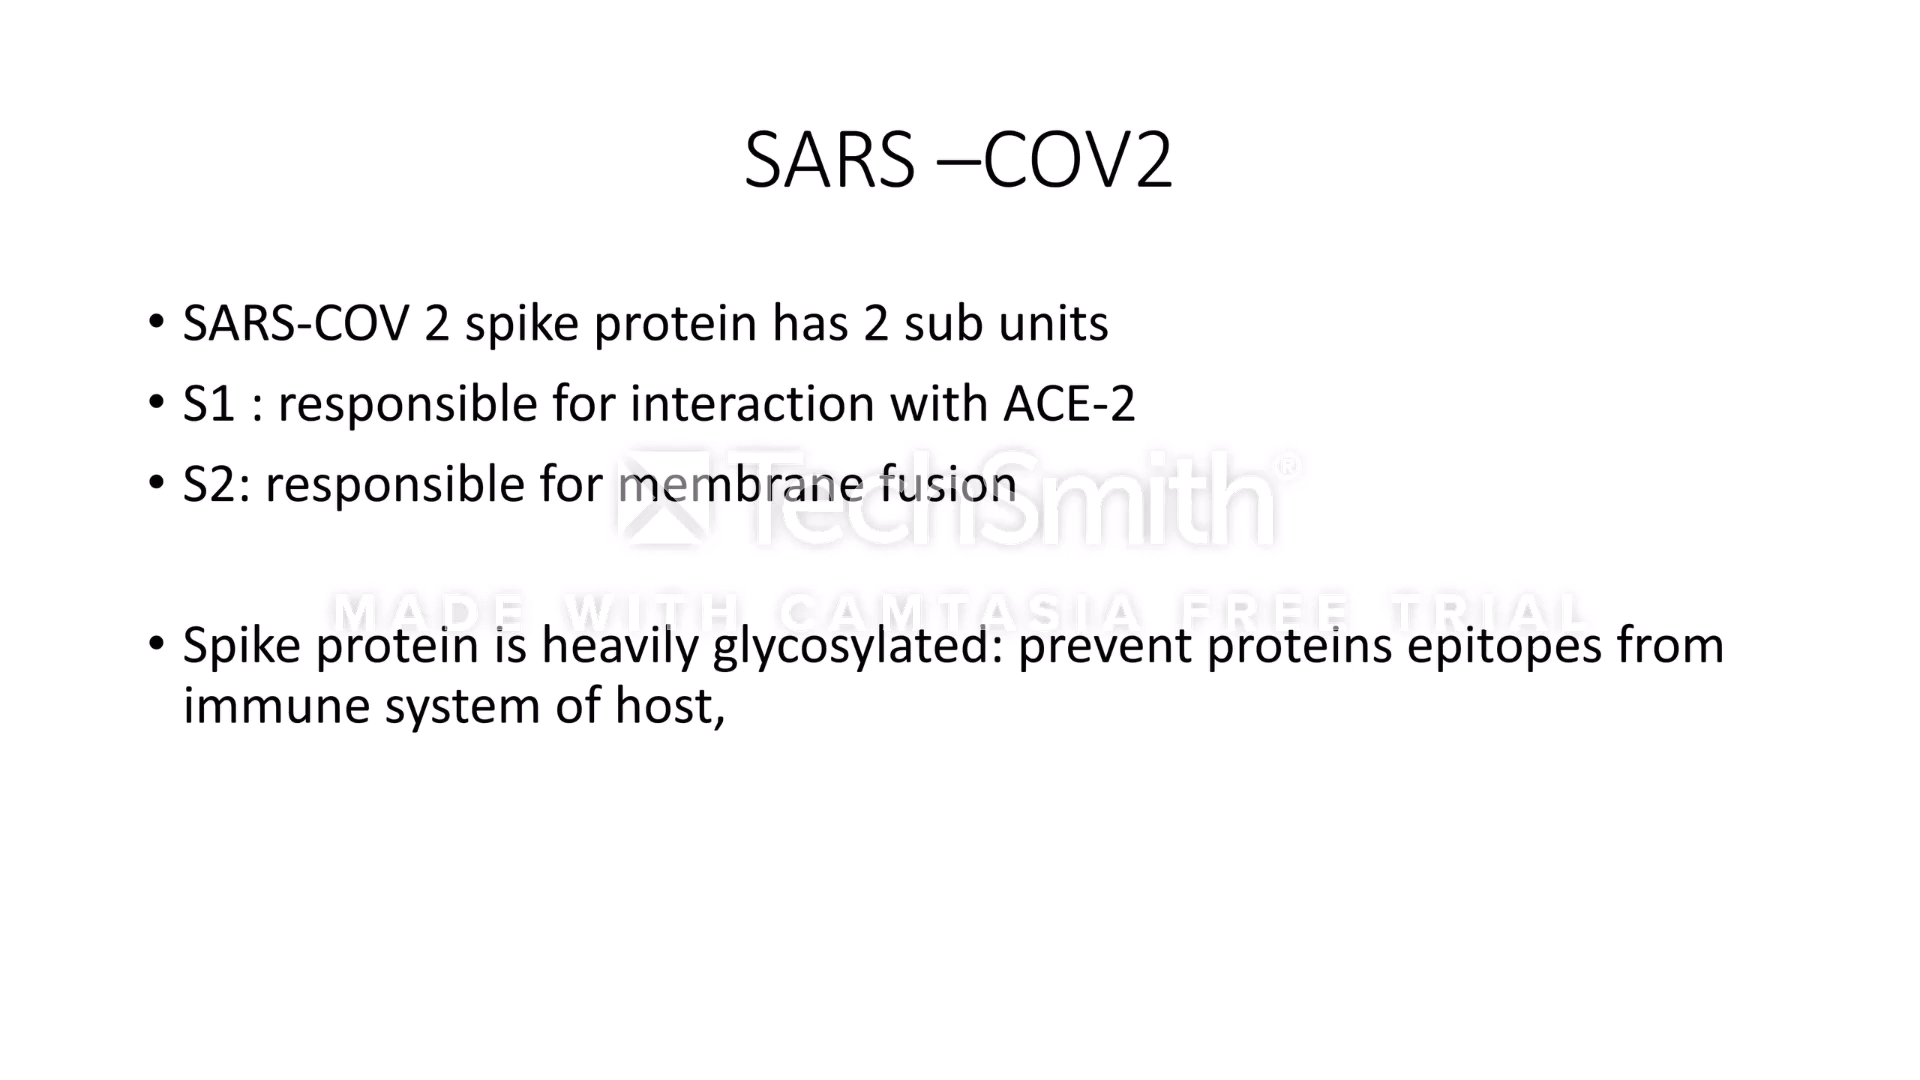 SARS –COV2
• SARS-COV 2 spike protein has 2 sub units
• S1 : responsible for interaction with ACE-2
• S2: responsible for membrane fusion
TechSmith®
MADE WITH CAMTASIA FREE TRIAL
• Spike protein is heavily glycosylated: prevent proteins epitopes from
immune system of host,